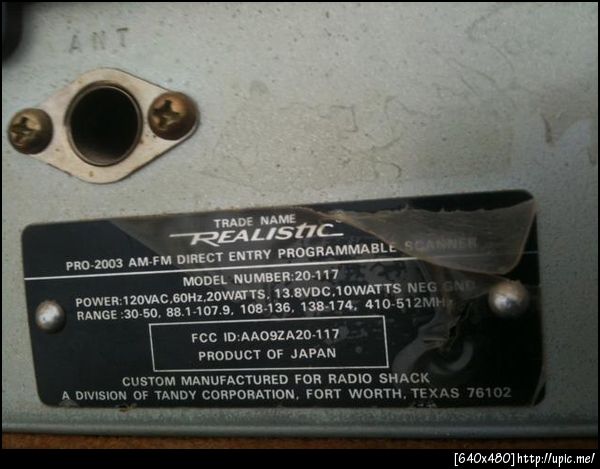 ANT
TRADE NAME
REALISTIC
PRO-2003 AM-FM DIRECT ENTRY PROGRAMMABLE SCANNER
MODEL NUMBER:20-117
POWER:120VAC,60Hz,20WATTS, 13.8VDC,10WATTS NEG GND
RANGE:30-50, 88.1-107.9, 108-136, 138-174, 410-512MHz
FCC ID:AAO9ZA20-117
PRODUCT OF JAPAN
CUSTOM MANUFACTURED FOR RADIO SHACK
A DIVISION OF TANDY CORPORATION, FORT WORTH, TEXAS 76102
[640x480]http://upic.me/